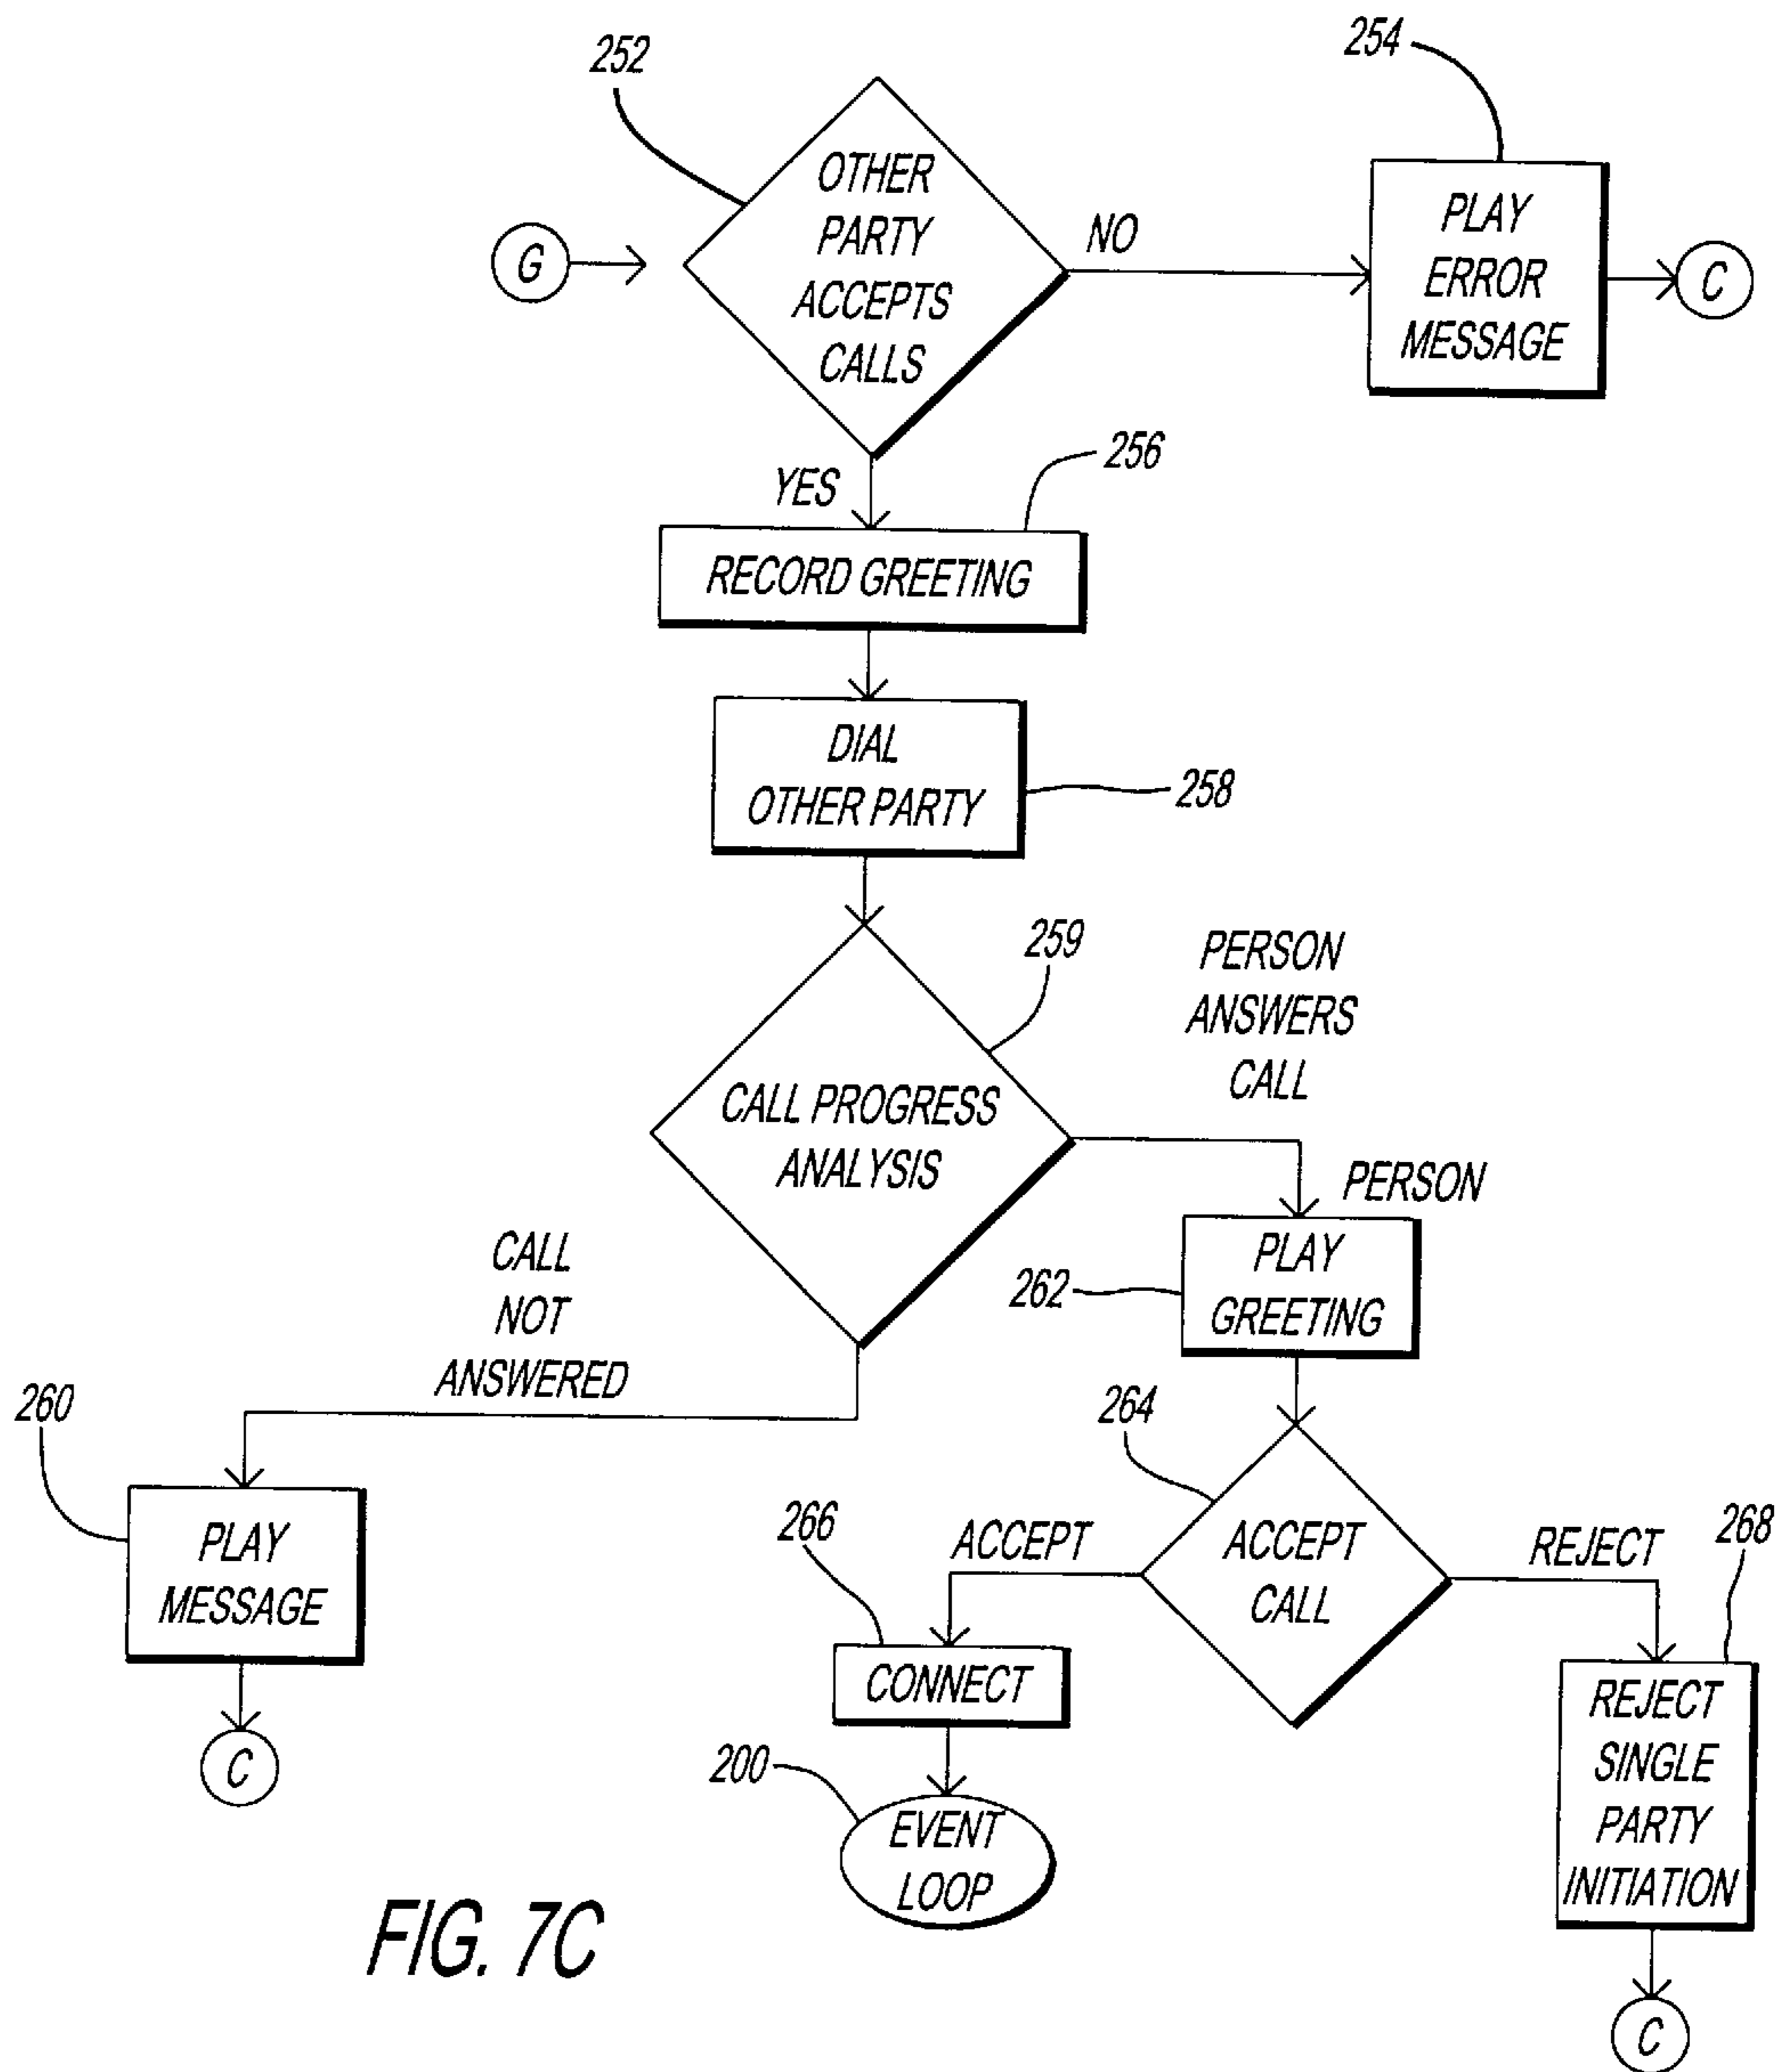 252
254
OTHER
PARTY
ACCEPTS
CALLS
G
NO
PLAY
ERROR
MESSAGE
C
YES
256
RECORD GREETING
DIAL
OTHER PARTY
258
259
PERSON
ANSWERS
CALL
CALL PROGRESS
ANALYSIS
PERSON
CALL
NOT
ANSWERED
262
PLAY
GREETING
260
264
PLAY
MESSAGE
C
266
ACCEPT
ACCEPT
CALL
REJECT
268
CONNECT
REJECT
SINGLE
PARTY
INITIATION
200
EVENT
LOOP
C
FIG. 7C